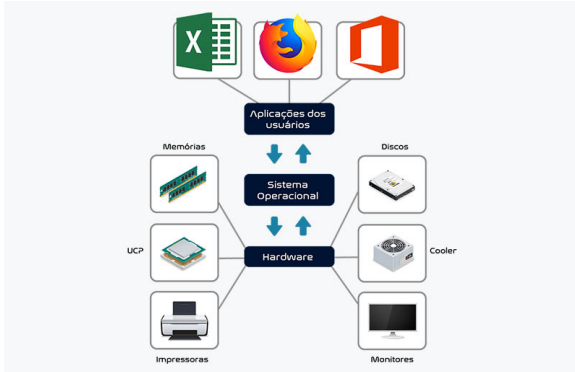 X
Aplicações dos
usuários
Memórias
Discos
Sistema
Operacional
UCP
Hardware
Cooler
Impressoras
Monitores